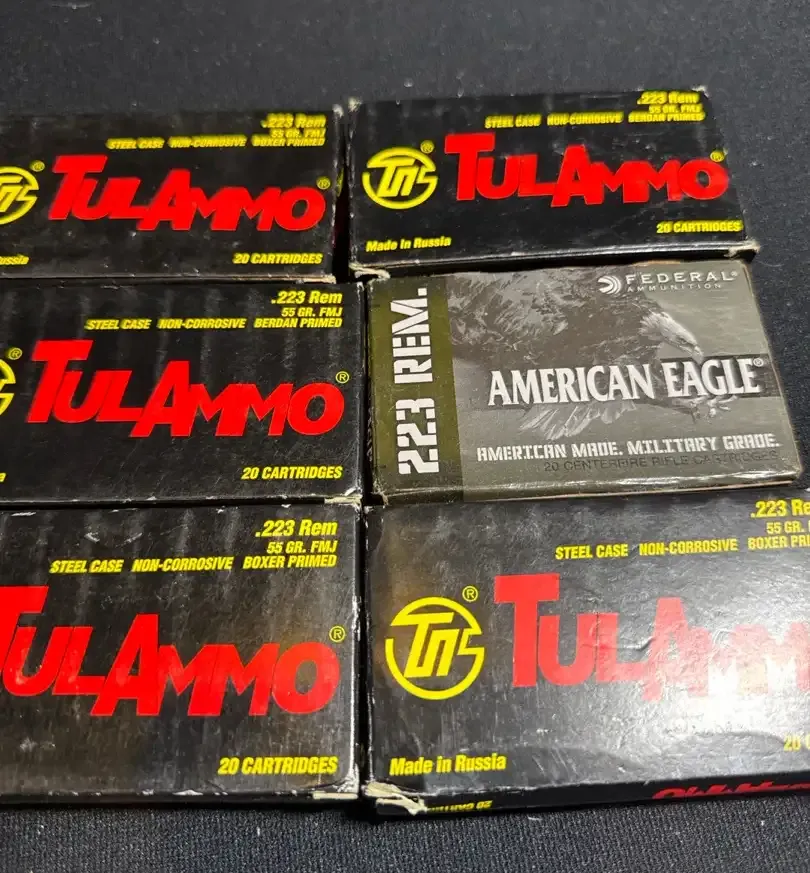 .223 Rem
55 GR. FMJ
STEEL CASE NON-CORROSIVE BOXER PRIMED
TULAMMO®
20 CARTRIDGES
.223 Rem
55 GR. FMJ
STEEL CASE NON-CORROSIVE BERDAN PRIMED
TULAMMO®
Made in Russia
20 CARTRIDGES
.223 Rem
55 GR. FMJ
STEEL CASE NON-CORROSIVE BERDAN PRIMED
TULAMMO®
20 CARTRIDGES
223 REM.
FEDERAL®
AMMUNITION
AMERICAN EAGLE®
AMERICAN MADE. MILITARY GRADE.
20 CENTERFIRE RIFLE CARTRIDGES
.223 Rem
55 GR. FMJ
STEEL CASE NON-CORROSIVE BOXER PRIMED
TULAMMO®
20 CARTRIDGES
.223 Re
55 GR.
STEEL CASE NON-CORROSIVE BOXER PRI
TULAMM
Made in Russia
20